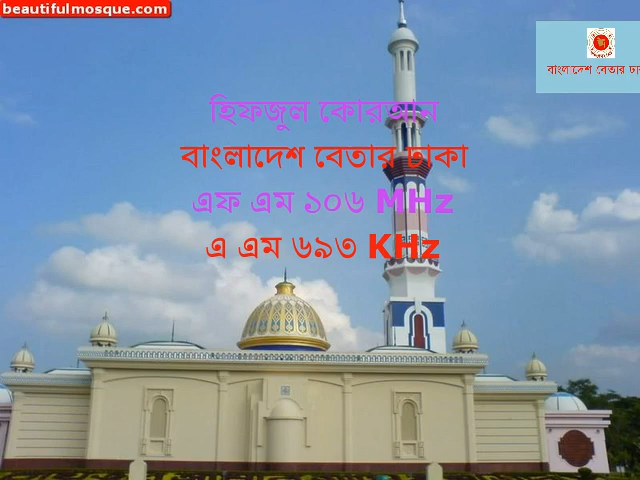 beautifulmosque.com
বাংলাদেশ বেতার ঢাকা
হিফজুল কোরআন
বাংলাদেশ বেতার ঢাকা
এফ এম ১০৬ MHz
এ এম ৬৯৩ KHz